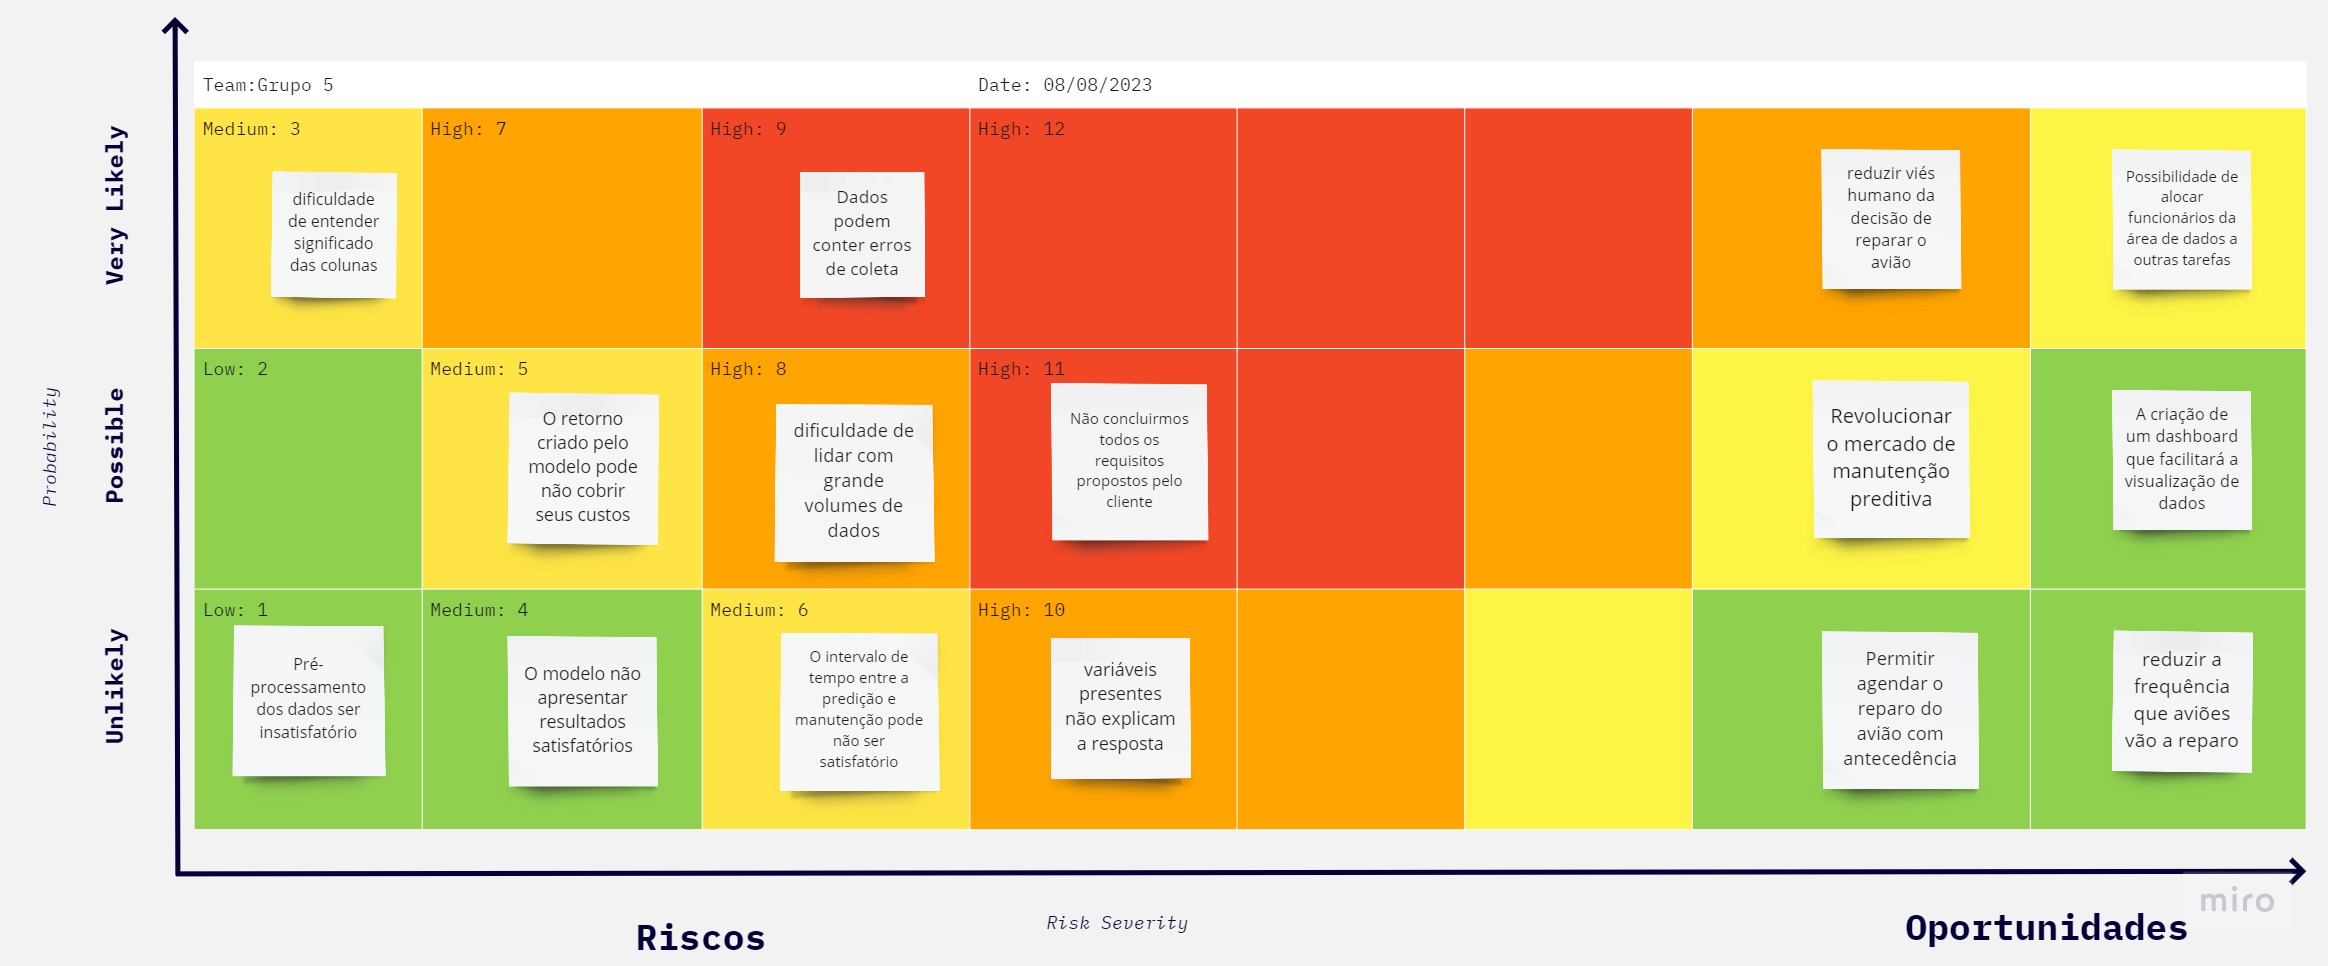 Team:Grupo 5
Date: 08/08/2023
Very Likely
Medium: 3
High: 7
High: 9
High: 12
dificuldade
de entender
significado
das colunas
Dados
podem
conter erros
de coleta
reduzir viés
humano da
decisão de
reparar o
avião
Possibilidade de
alocar
funcionários da
área de dados a
outras tarefas
Probability
Possible
Low: 2
Medium: 5
High: 8
High: 11
O retorno
criado pelo
modelo pode
não cobrir
seus custos
dificuldade de
lidar com
grande
volumes de
dados
Não concluirmos
todos os
requisitos
propostos pelo
cliente
Revolucionar
o mercado de
manutenção
preditiva
A criação de
um dashboard
que facilitará a
visualização de
dados
Unlikely
Low: 1
Medium: 4
Medium: 6
High: 10
Pré-
processamento
dos dados ser
insatisfatório
O modelo não
apresentar
resultados
satisfatórios
O intervalo de
tempo entre a
predição e
manutenção pode
não ser
satisfatório
variáveis
presentes
não explicam
a resposta
Permitir
agendar o
reparo do
avião com
antecedência
reduzir a
frequência
que aviões
vão a reparo
Riscos
Risk Severity
Oportunidades
miro